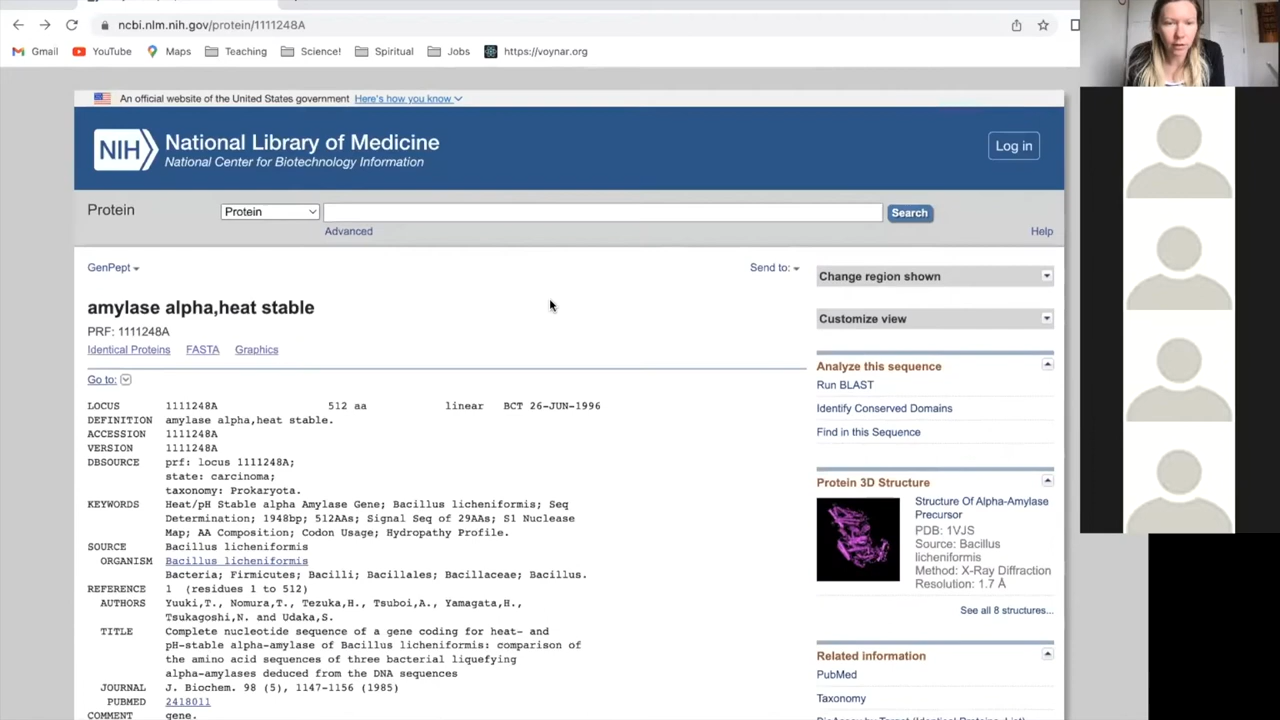 ncbi.nlm.nih.gov/protein/1111248A
Gmail YouTube Maps Teaching Science! Spiritual Jobs https://voynar.org
An official website of the United States government Here's how you know
NIH National Library of Medicine
National Center for Biotechnology Information
Log in
Protein Protein Search
Advanced Help
GenPept Send to:
amylase alpha,heat stable
PRF: 1111248A
Identical Proteins FASTA Graphics
Go to:
LOCUS 1111248A 512 aa linear BCT 26-JUN-1996
DEFINITION amylase alpha,heat stable.
ACCESSION 1111248A
VERSION 1111248A
DBSOURCE prf: locus 1111248A;
state: carcinoma;
taxonomy: Prokaryota.
KEYWORDS Heat/pH Stable alpha Amylase Gene; Bacillus licheniformis; Seq
Determination; 1948bp; 512AAs; Signal Seq of 29AAs; S1 Nuclease
Map; AA Composition; Codon Usage; Hydropathy Profile.
SOURCE Bacillus licheniformis
ORGANISM Bacillus licheniformis
Bacteria; Firmicutes; Bacilli; Bacillales; Bacillaceae; Bacillus.
REFERENCE 1 (residues 1 to 512)
AUTHORS Yuuki,T., Nomura,T., Tezuka,H., Tsuboi,A., Yamagata,H.,
Tsukagoshi,N. and Udaka,S.
TITLE Complete nucleotide sequence of a gene coding for heat- and
pH-stable alpha-amylase of Bacillus licheniformis: comparison of
the amino acid sequences of three bacterial liquefying
alpha-amylases deduced from the DNA sequences
JOURNAL J. Biochem. 98 (5), 1147-1156 (1985)
PUBMED 2418011
COMMENT gene.
Change region shown
Customize view
Analyze this sequence
Run BLAST
Identify Conserved Domains
Find in this Sequence
Protein 3D Structure
Structure Of Alpha-Amylase
Precursor
PDB: 1VJS
Source: Bacillus
licheniformis
Method: X-Ray Diffraction
Resolution: 1.7 Å
See all 8 structures...
Related information
PubMed
Taxonomy